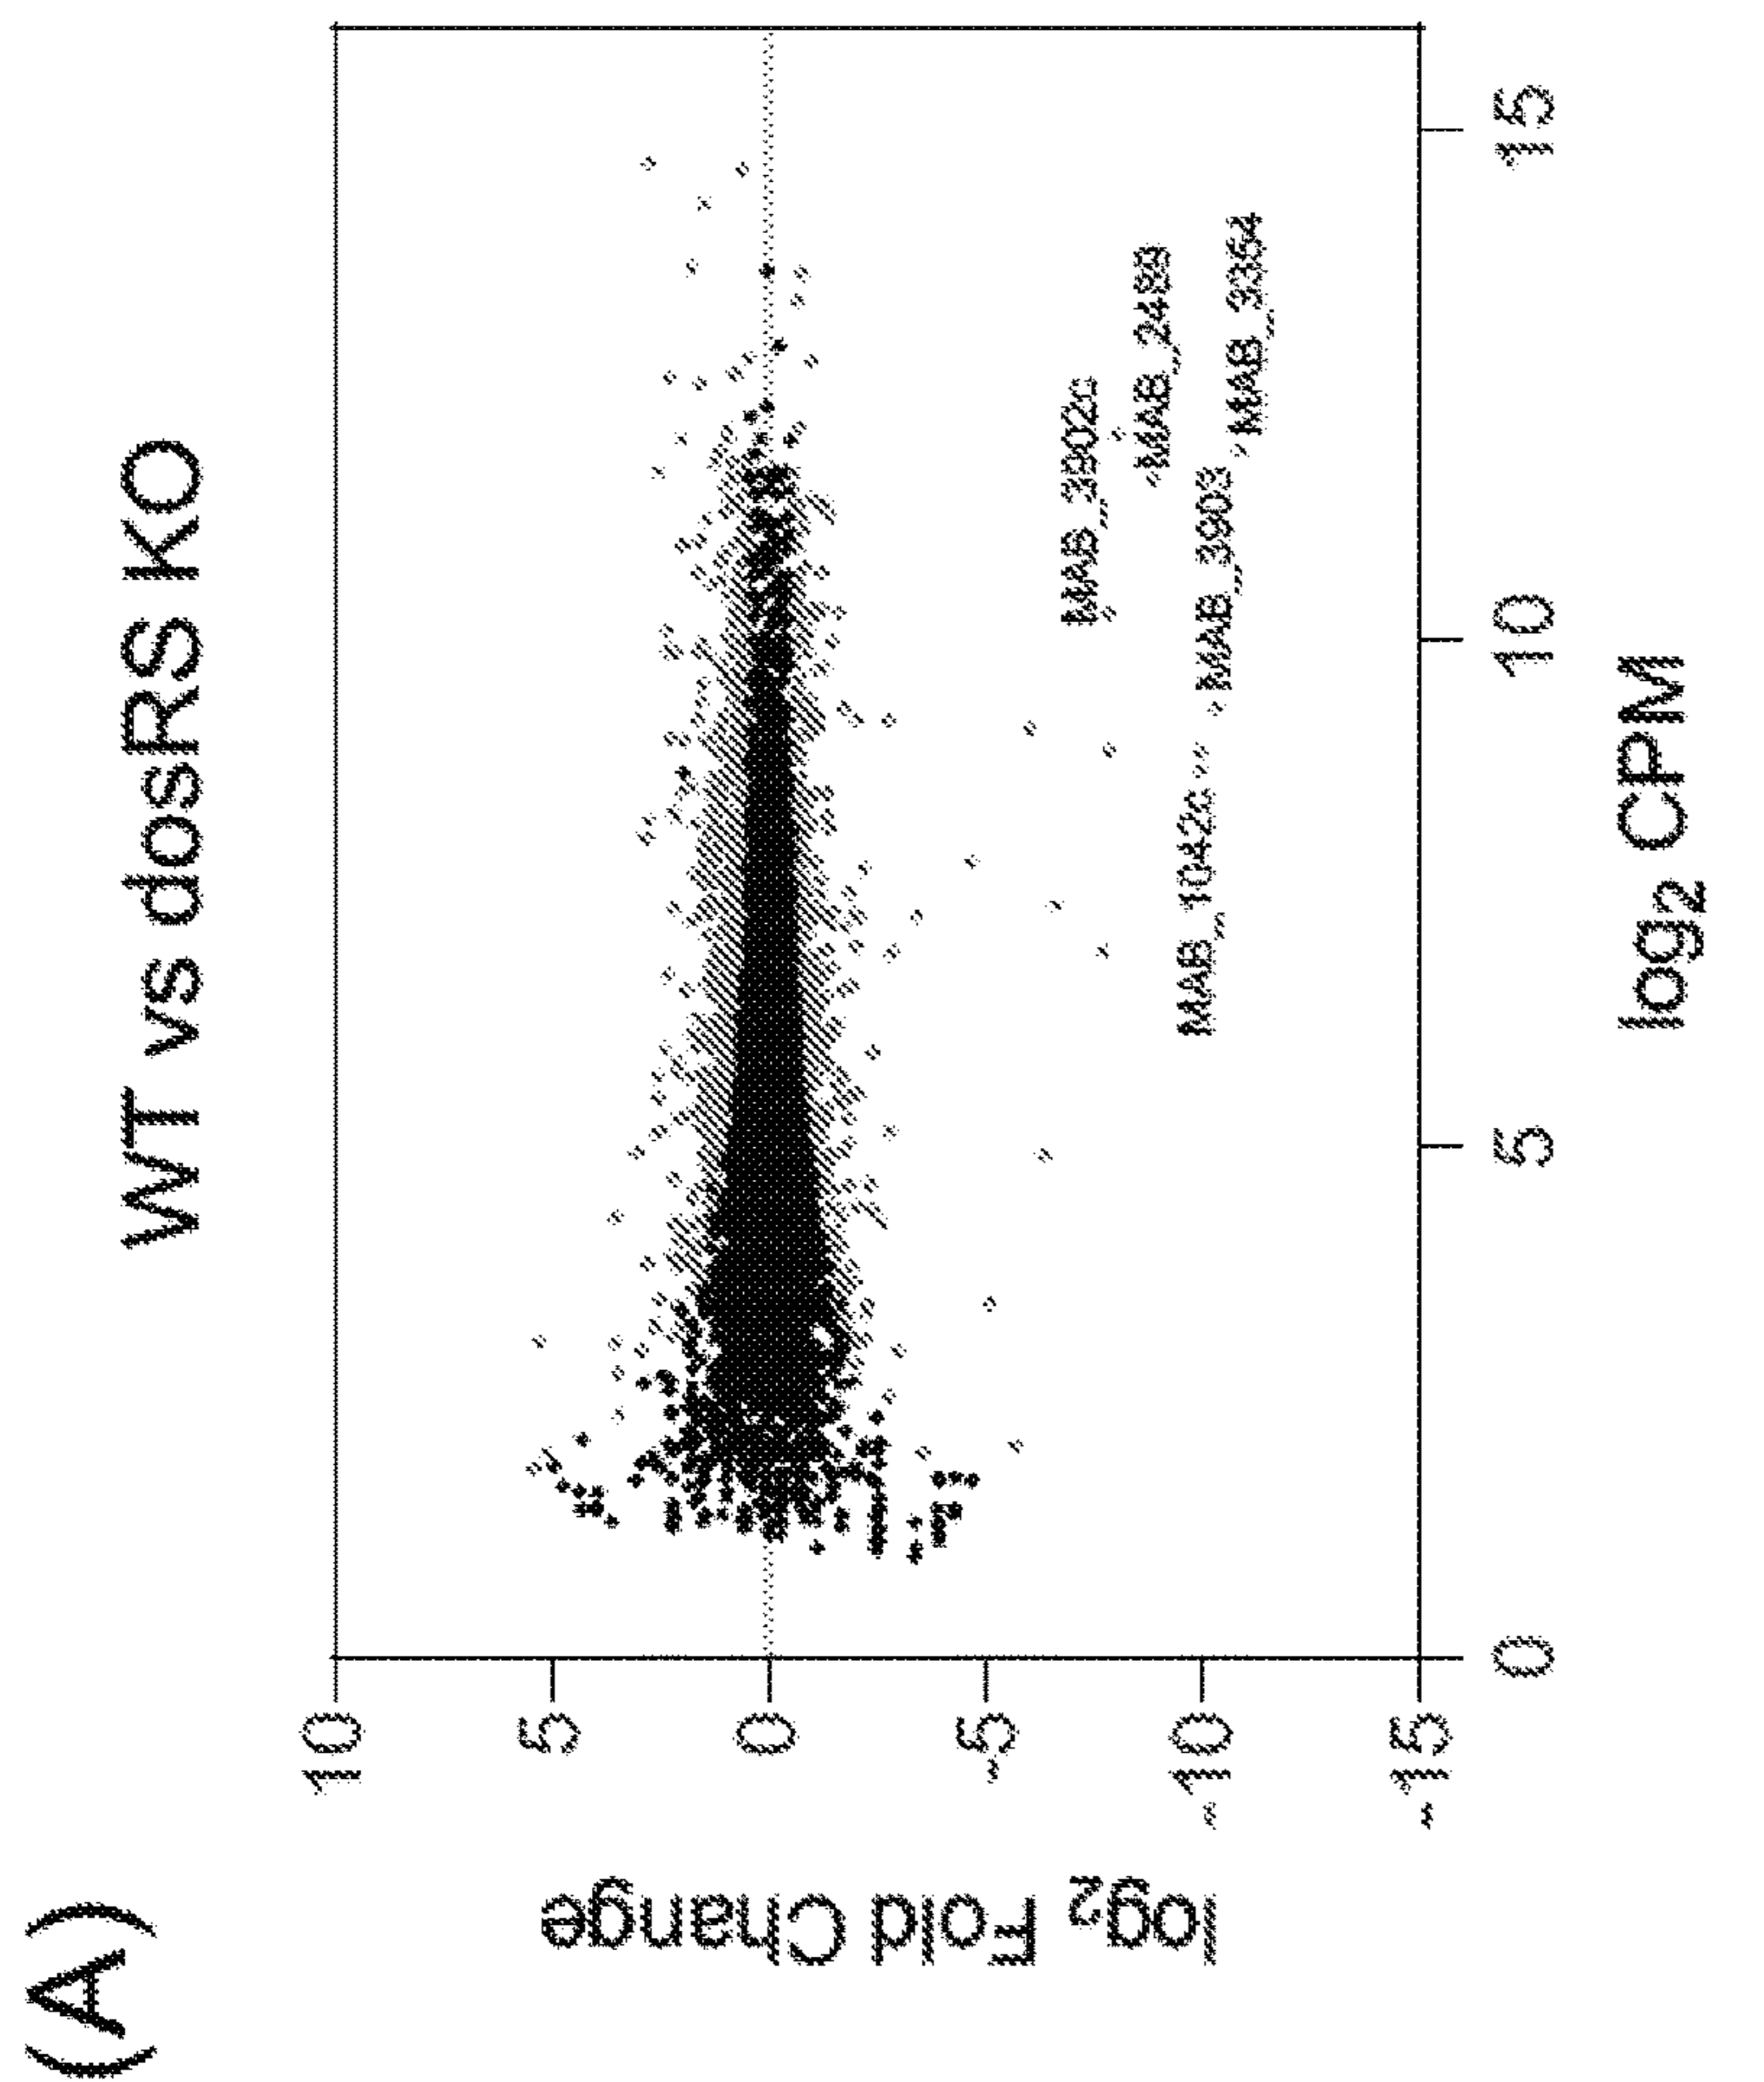 (A)
WT vs dosRS KO
log₂ Fold Change
10
5
0
-5
-10
-15
MAB_3902c
MAB_2489
MAB_3903
MAB_3354
MAB_1042c
0
5
10
15
log₂ CPM